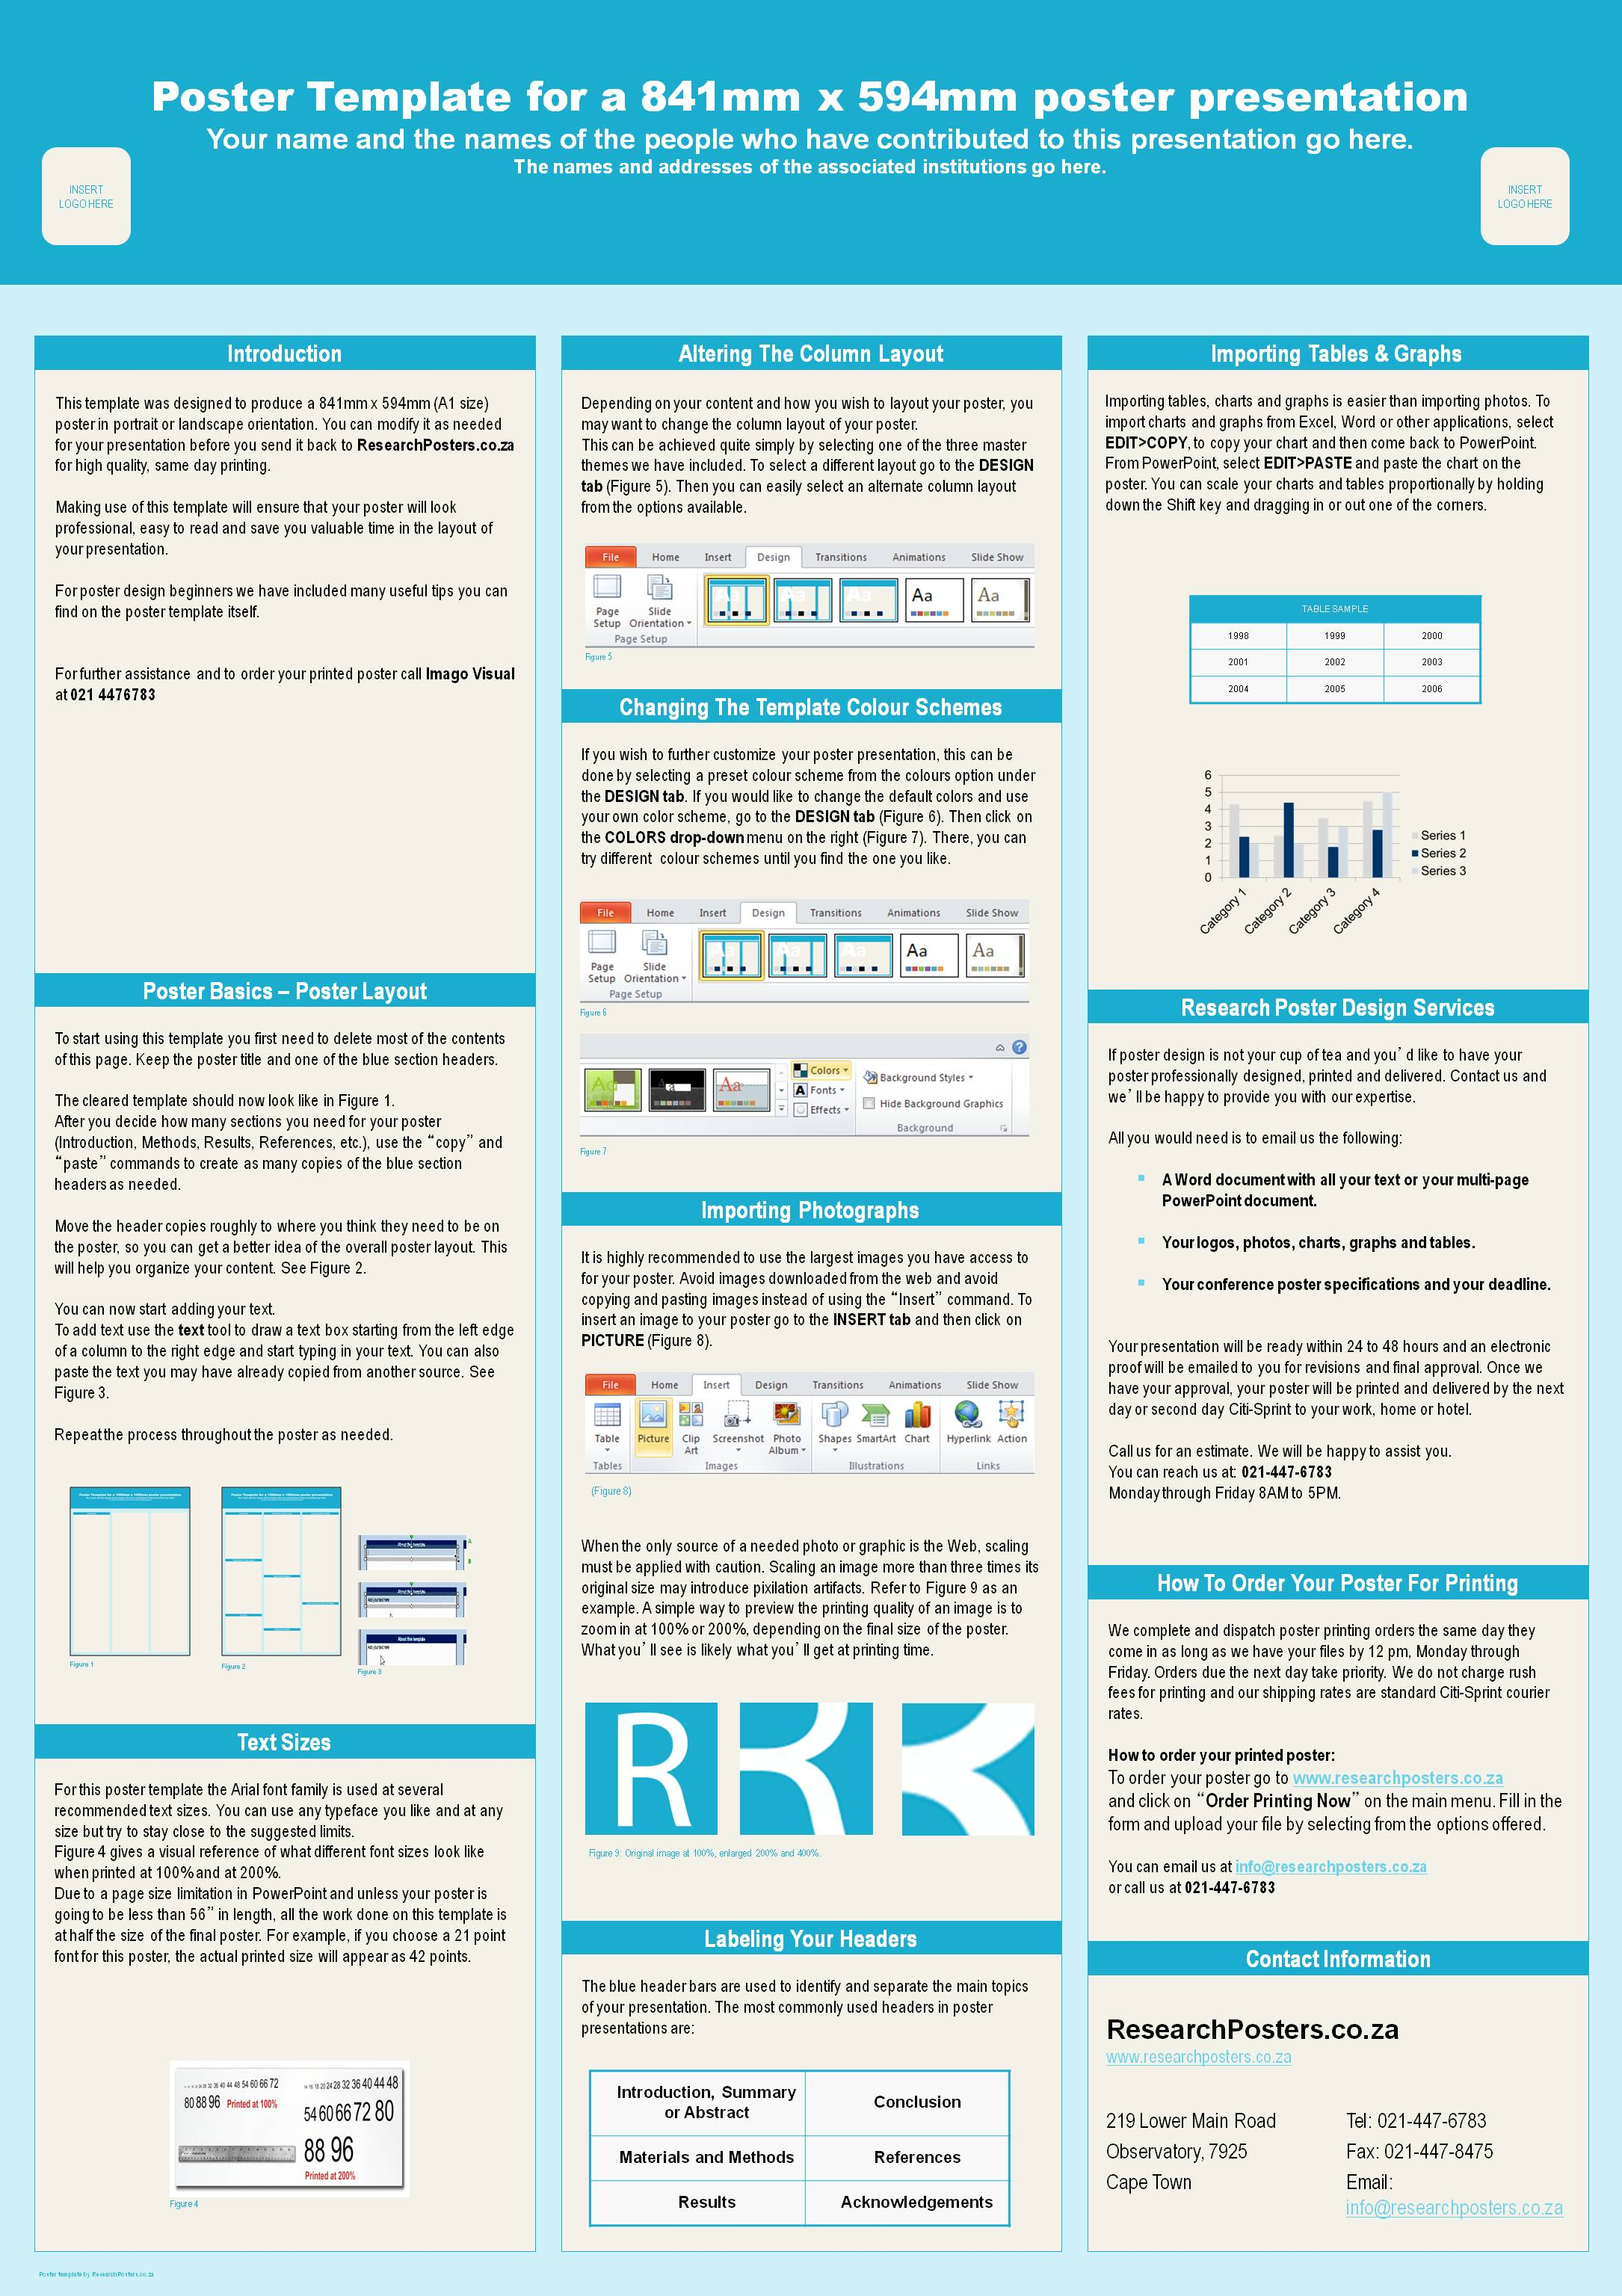 Poster Template for a 841mm x 594mm poster presentation
Your name and the names of the people who have contributed to this presentation go here.
The names and addresses of the associated institutions go here.
INSERT
LOGO HERE
INSERT
LOGO HERE
Introduction
This template was designed to produce a 841mm x 594mm (A1 size)
poster in portrait or landscape orientation. You can modify it as needed
for your presentation before you send it back to ResearchPosters.co.za
for high quality, same day printing.
Making use of this template will ensure that your poster will look
professional, easy to read and save you valuable time in the layout of
your presentation.
For poster design beginners we have included many useful tips you can
find on the poster template itself.
For further assistance and to order your printed poster call Imago Visual
at 021 4476783
Poster Basics – Poster Layout
To start using this template you first need to delete most of the contents
of this page. Keep the poster title and one of the blue section headers.
The cleared template should now look like in Figure 1.
After you decide how many sections you need for your poster
(Introduction, Methods, Results, References, etc.), use the “copy” and
“paste” commands to create as many copies of the blue section
headers as needed.
Move the header copies roughly to where you think they need to be on
the poster, so you can get a better idea of the overall poster layout. This
will help you organize your content. See Figure 2.
You can now start adding your text.
To add text use the text tool to draw a text box starting from the left edge
of a column to the right edge and start typing in your text. You can also
paste the text you may have already copied from another source. See
Figure 3.
Repeat the process throughout the poster as needed.
Figure 1
Figure 2
Figure 3
Text Sizes
For this poster template the Arial font family is used at several
recommended text sizes. You can use any typeface you like and at any
size but try to stay close to the suggested limits.
Figure 4 gives a visual reference of what different font sizes look like
when printed at 100% and at 200%.
Due to a page size limitation in PowerPoint and unless your poster is
going to be less than 56” in length, all the work done on this template is
at half the size of the final poster. For example, if you choose a 21 point
font for this poster, the actual printed size will appear as 42 points.
36 40 44 48 54 60 66 72
80 88 96 Printed at 100%
20 24 28 32 36 40 44 48
54 60 66 72 80
88 96
Printed at 200%
Figure 4
Altering The Column Layout
Depending on your content and how you wish to layout your poster, you
may want to change the column layout of your poster.
This can be achieved quite simply by selecting one of the three master
themes we have included. To select a different layout go to the DESIGN
tab (Figure 5). Then you can easily select an alternate column layout
from the options available.
File Home Insert Design Transitions Animations Slide Show
Aa Aa Aa Aa Aa
Page Slide
Setup Orientation
Page Setup
Figure 5
Changing The Template Colour Schemes
If you wish to further customize your poster presentation, this can be
done by selecting a preset colour scheme from the colours option under
the DESIGN tab. If you would like to change the default colors and use
your own color scheme, go to the DESIGN tab (Figure 6). Then click on
the COLORS drop-down menu on the right (Figure 7). There, you can
try different colour schemes until you find the one you like.
File Home Insert Design Transitions Animations Slide Show
Aa Aa Aa Aa Aa
Page Slide
Setup Orientation
Page Setup
Figure 6
Aa Aa Aa
Colors
A Fonts
Effects
Background Styles
Hide Background Graphics
Background
Figure 7
Importing Photographs
It is highly recommended to use the largest images you have access to
for your poster. Avoid images downloaded from the web and avoid
copying and pasting images instead of using the “Insert” command. To
insert an image to your poster go to the INSERT tab and then click on
PICTURE (Figure 8).
File Home Insert Design Transitions Animations Slide Show
Table Picture Clip Art Screenshot Photo Album Shapes SmartArt Chart Hyperlink Action
Tables Images Illustrations Links
(Figure 8)
When the only source of a needed photo or graphic is the Web, scaling
must be applied with caution. Scaling an image more than three times its
original size may introduce pixilation artifacts. Refer to Figure 9 as an
example. A simple way to preview the printing quality of an image is to
zoom in at 100% or 200%, depending on the final size of the poster.
What you’ll see is likely what you’ll get at printing time.
R
Figure 9: Original image at 100%, enlarged 200% and 400%.
Labeling Your Headers
The blue header bars are used to identify and separate the main topics
of your presentation. The most commonly used headers in poster
presentations are:
Introduction, Summary
or Abstract
Conclusion
Materials and Methods
References
Results
Acknowledgements
Importing Tables & Graphs
Importing tables, charts and graphs is easier than importing photos. To
import charts and graphs from Excel, Word or other applications, select
EDIT>COPY, to copy your chart and then come back to PowerPoint.
From PowerPoint, select EDIT>PASTE and paste the chart on the
poster. You can scale your charts and tables proportionally by holding
down the Shift key and dragging in or out one of the corners.
TABLE SAMPLE
1998 1999 2000
2001 2002 2003
2004 2005 2006
6
5
4
3
2
1
0
Category 1 Category 2 Category 3 Category 4
Series 1
Series 2
Series 3
Research Poster Design Services
If poster design is not your cup of tea and you’d like to have your
poster professionally designed, printed and delivered. Contact us and
we’ll be happy to provide you with our expertise.
All you would need is to email us the following:
A Word document with all your text or your multi-page
PowerPoint document.
Your logos, photos, charts, graphs and tables.
Your conference poster specifications and your deadline.
Your presentation will be ready within 24 to 48 hours and an electronic
proof will be emailed to you for revisions and final approval. Once we
have your approval, your poster will be printed and delivered by the next
day or second day Citi-Sprint to your work, home or hotel.
Call us for an estimate. We will be happy to assist you.
You can reach us at: 021-447-6783
Monday through Friday 8AM to 5PM.
How To Order Your Poster For Printing
We complete and dispatch poster printing orders the same day they
come in as long as we have your files by 12 pm, Monday through
Friday. Orders due the next day take priority. We do not charge rush
fees for printing and our shipping rates are standard Citi-Sprint courier
rates.
How to order your printed poster:
To order your poster go to www.researchposters.co.za
and click on “Order Printing Now” on the main menu. Fill in the
form and upload your file by selecting from the options offered.
You can email us at info@researchposters.co.za
or call us at 021-447-6783
Contact Information
ResearchPosters.co.za
www.researchposters.co.za
219 Lower Main Road
Observatory, 7925
Cape Town
Tel: 021-447-6783
Fax: 021-447-8475
Email:
info@researchposters.co.za
Poster template by ResearchPosters.co.za